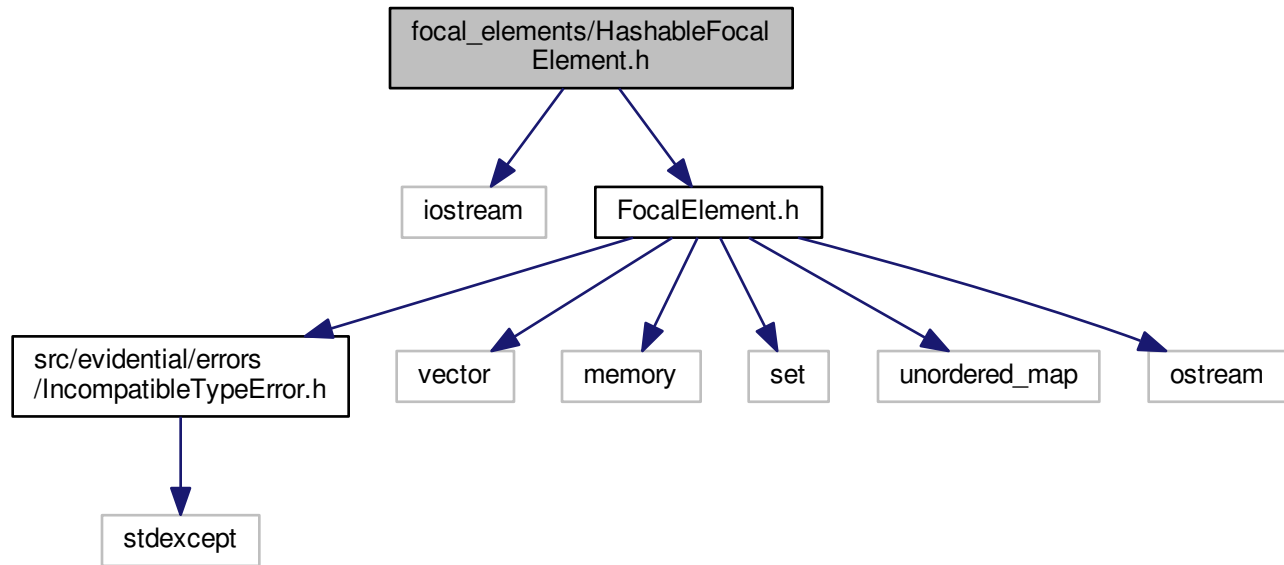 focal_elements/HashableFocal
Element.h
iostream
FocalElement.h
src/evidential/errors
/IncompatibleTypeError.h
vector
memory
set
unordered_map
ostream
stdexcept